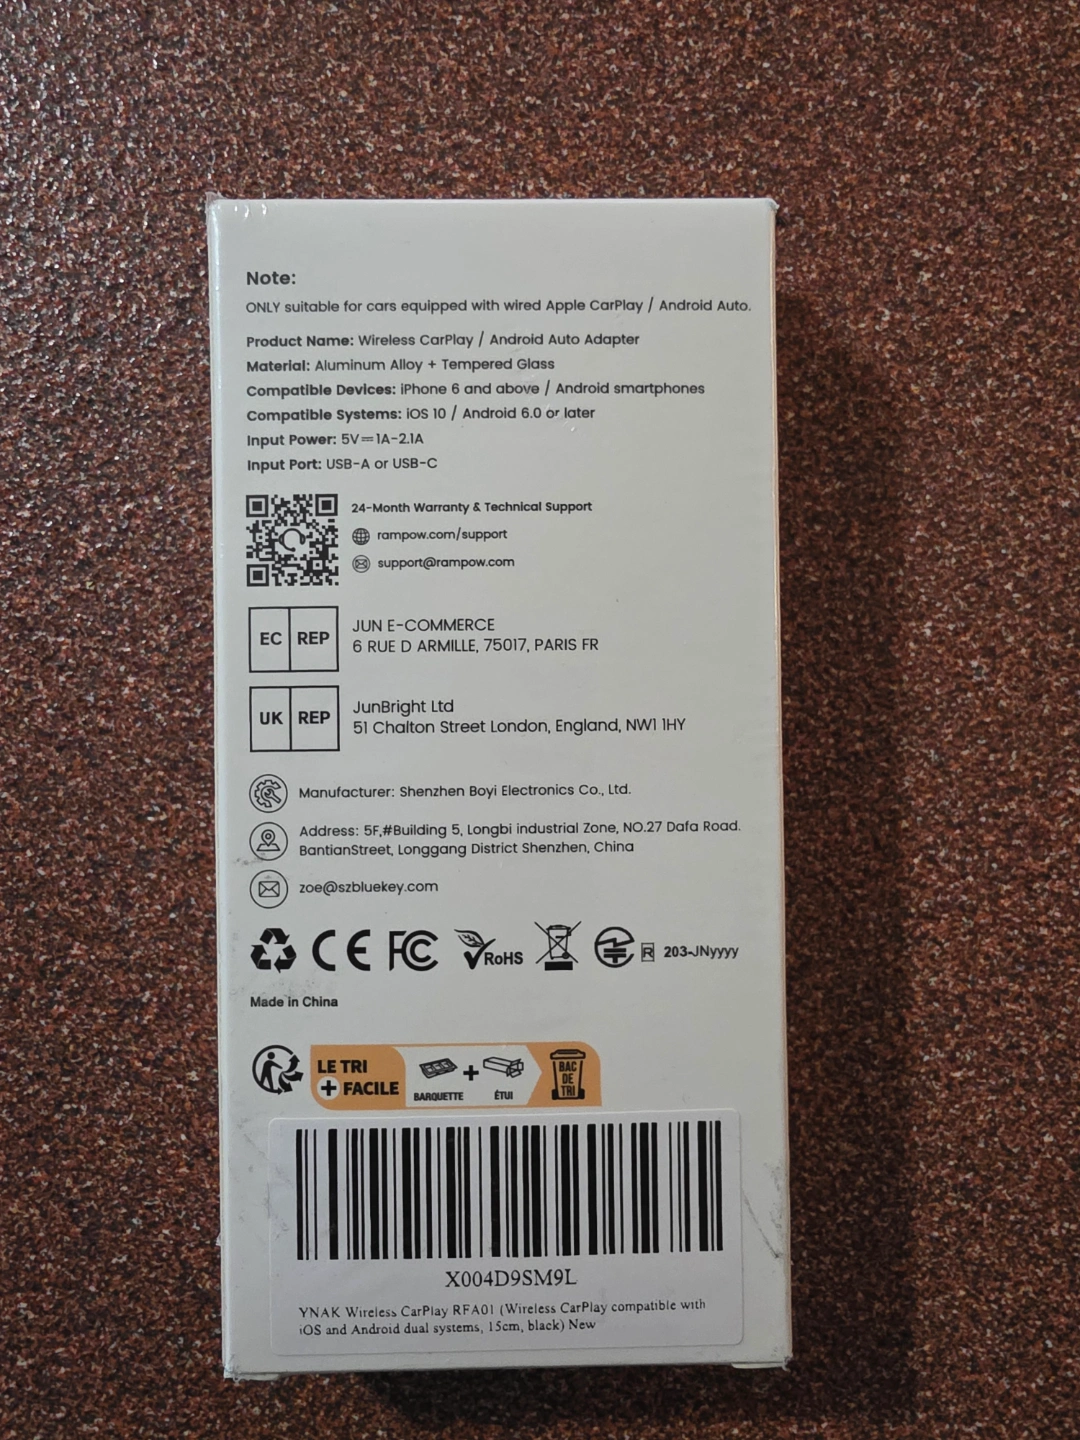 Note:
ONLY suitable for cars equipped with wired Apple CarPlay / Android Auto.
Product Name: Wireless CarPlay / Android Auto Adapter
Material: Aluminum Alloy + Tempered Glass
Compatible Devices: iPhone 6 and above / Android smartphones
Compatible Systems: iOS 10 / Android 6.0 or later
Input Power: 5V⎓1A-2.1A
Input Port: USB-A or USB-C
24-Month Warranty & Technical Support
rampow.com/support
support@rampow.com
EC REP
JUN E-COMMERCE
6 RUE D ARMILLE, 75017, PARIS FR
UK REP
JunBright Ltd
51 Chalton Street London, England, NW1 1HY
Manufacturer: Shenzhen Boyi Electronics Co., Ltd.
Address: 5F,#Building 5, Longbi industrial Zone, NO.27 Dafa Road.
BantianStreet, Longgang District Shenzhen, China
zoe@szbluekey.com
CE FC RoHS R 203-JNyyyy
Made in China
LE TRI
+ FACILE
BARQUETTE + ÉTUI
BAC
DE
TRI
X004D9SM9L
YNAK Wireless CarPlay RFA01 (Wireless CarPlay compatible with
iOS and Android dual systems, 15cm, black) New